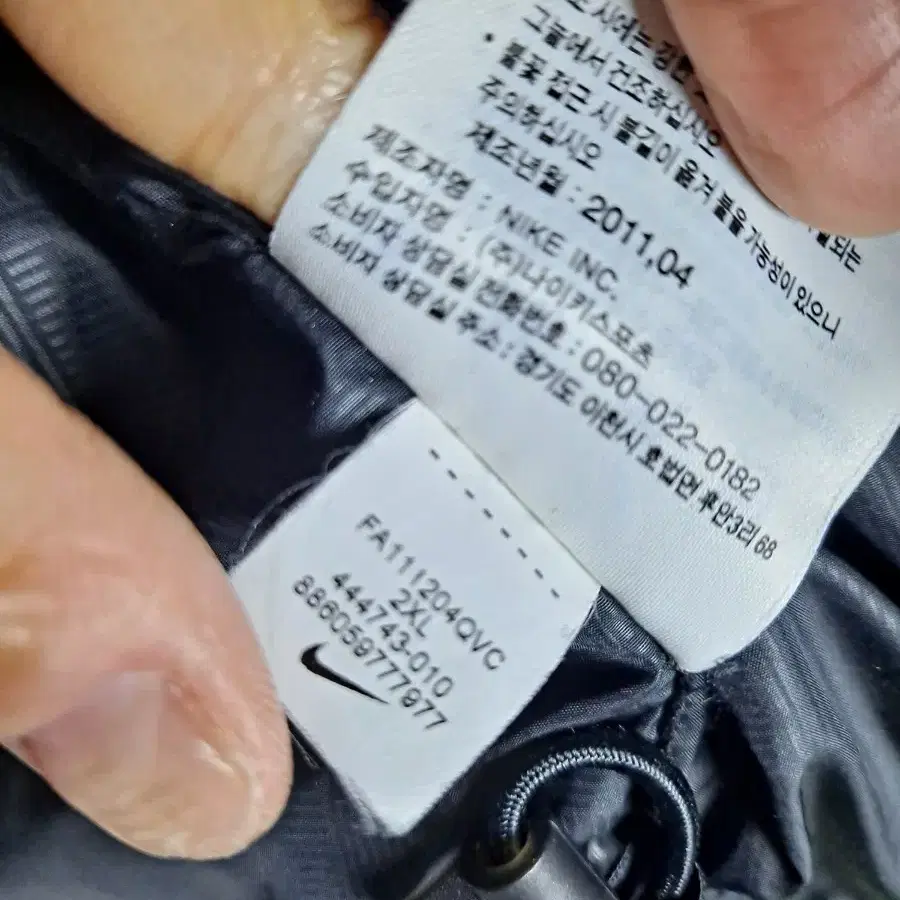 그늘에서 건조하십시오
• 불꽃 접근 시 불길이 옮겨 붙을 가능성이 있으니
주의하십시오
제조년월 : 2011.04
제조자명 : NIKE INC.
수입자명 : (주)나이키스포츠
소비자 상담실 전화번호 : 080-022-0182
소비자 상담실 주소 : 경기도 이천시 호법면 후안3리 68
FA111204QVC
2XL
444743-010
886059777977